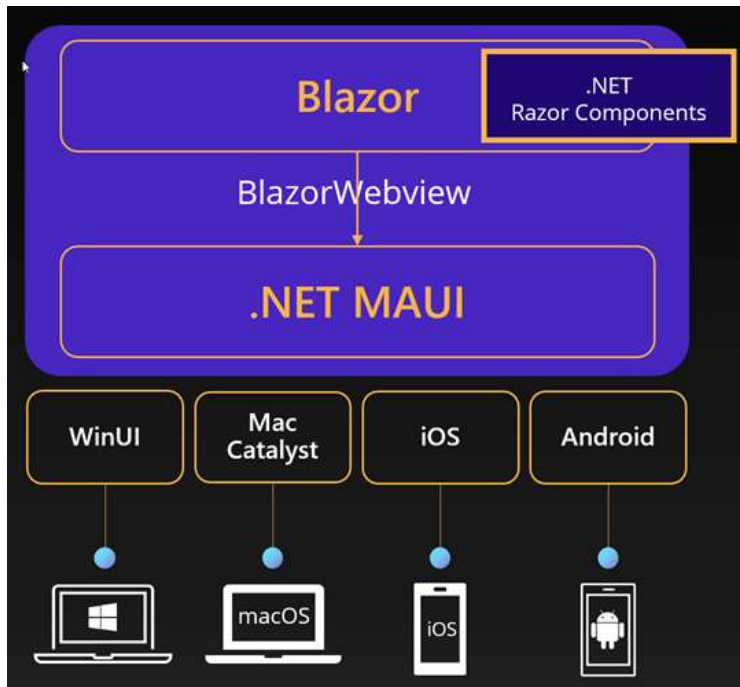 Blazor
.NET
Razor Components
BlazorWebview
.NET MAUI
WinUI
Mac
Catalyst
iOS
Android
macOS
iOS